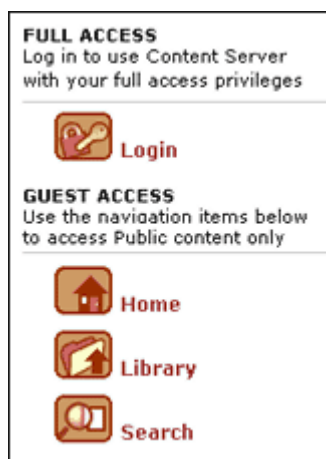 FULL ACCESS
Log in to use Content Server
with your full access privileges
Login
GUEST ACCESS
Use the navigation items below
to access Public content only
Home
Library
Search